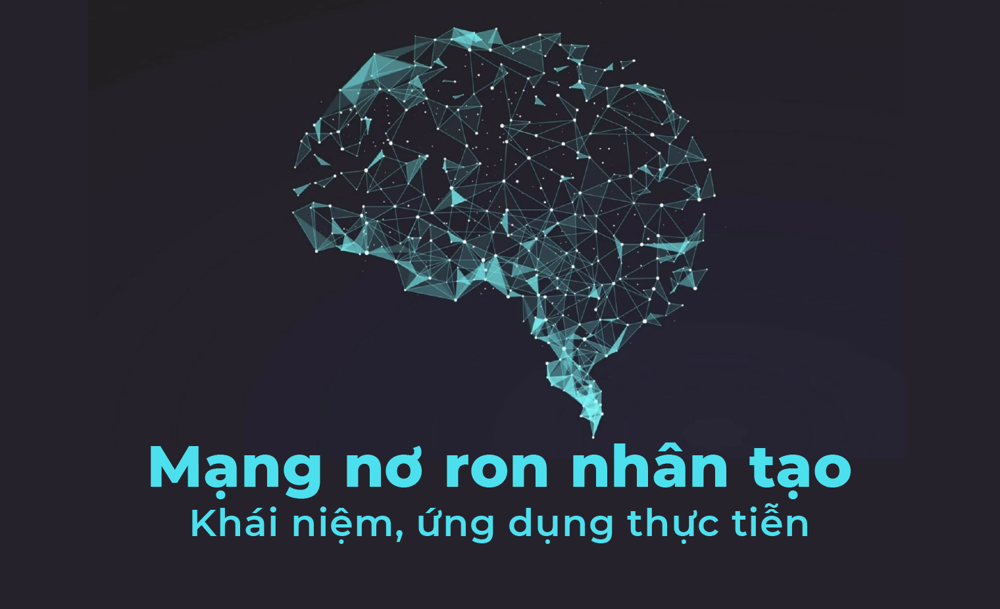 Mạng nơ ron nhân tạo
Khái niệm, ứng dụng thực tiễn